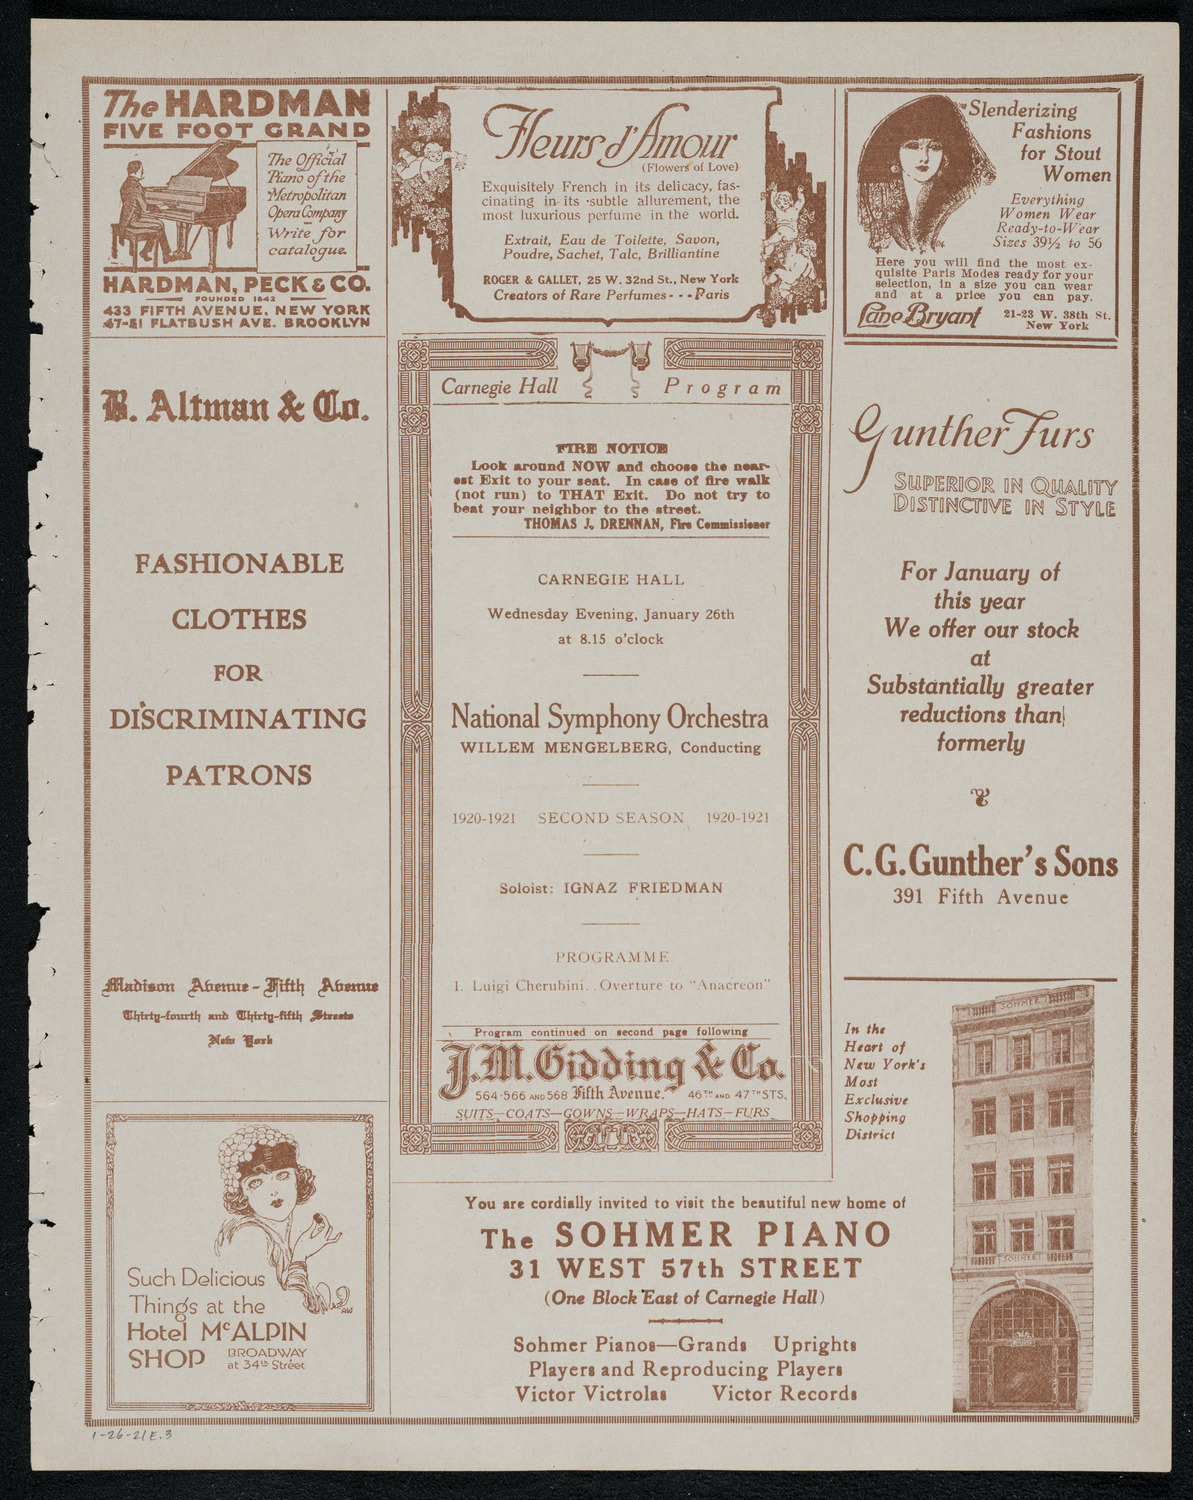 The HARDMAN
FIVE FOOT GRAND
The Official
Piano of the
Metropolitan
Opera Company
Write for
catalogue.
HARDMAN, PECK & CO.
FOUNDED 1842
433 FIFTH AVENUE, NEW YORK
47-51 FLATBUSH AVE. BROOKLYN
B. Altman & Co.
FASHIONABLE
CLOTHES
FOR
DISCRIMINATING
PATRONS
Madison Avenue - Fifth Avenue
Thirty-fourth and Thirty-fifth Streets
New York
Such Delicious
Things at the
Hotel McALPIN
SHOP BROADWAY
at 34th Street
Fleurs d'Amour
(Flowers of Love)
Exquisitely French in its delicacy, fas-
cinating in its subtle allurement, the
most luxurious perfume in the world.
Extrait, Eau de Toilette, Savon,
Poudre, Sachet, Talc, Brilliantine
ROGER & GALLET, 25 W. 32nd St., New York
Creators of Rare Perfumes - - - Paris
Carnegie Hall Program
FIRE NOTICE
Look around NOW and choose the near-
est Exit to your seat. In case of fire walk
(not run) to THAT Exit. Do not try to
beat your neighbor to the street.
THOMAS J. DRENNAN, Fire Commissioner
CARNEGIE HALL
Wednesday Evening, January 26th
at 8.15 o'clock
National Symphony Orchestra
WILLEM MENGELBERG, Conducting
1920-1921 SECOND SEASON 1920-1921
Soloist: IGNAZ FRIEDMAN
PROGRAMME
1. Luigi Cherubini. .Overture to "Anacreon"
Program continued on second page following
J. M. Gidding & Co.
564-566 AND 568 Fifth Avenue. 46TH AND 47TH STS.
SUITS—COATS—GOWNS—WRAPS—HATS—FURS
Slenderizing
Fashions
for Stout
Women
Everything
Women Wear
Ready-to-Wear
Sizes 39½ to 56
Here you will find the most ex-
quisite Paris Modes ready for your
selection, in a size you can wear
and at a price you can pay.
Lane Bryant 21-23 W. 38th St.
New York
Gunther Furs
SUPERIOR IN QUALITY
DISTINCTIVE IN STYLE
For January of
this year
We offer our stock
at
Substantially greater
reductions than
formerly
C. G. Gunther's Sons
391 Fifth Avenue
In the
Heart of
New York's
Most
Exclusive
Shopping
District
SOHMER
SOHMER
You are cordially invited to visit the beautiful new home of
The SOHMER PIANO
31 WEST 57th STREET
(One Block East of Carnegie Hall)
Sohmer Pianos—Grands Uprights
Players and Reproducing Players
Victor Victrolas Victor Records
1-26-21E.3